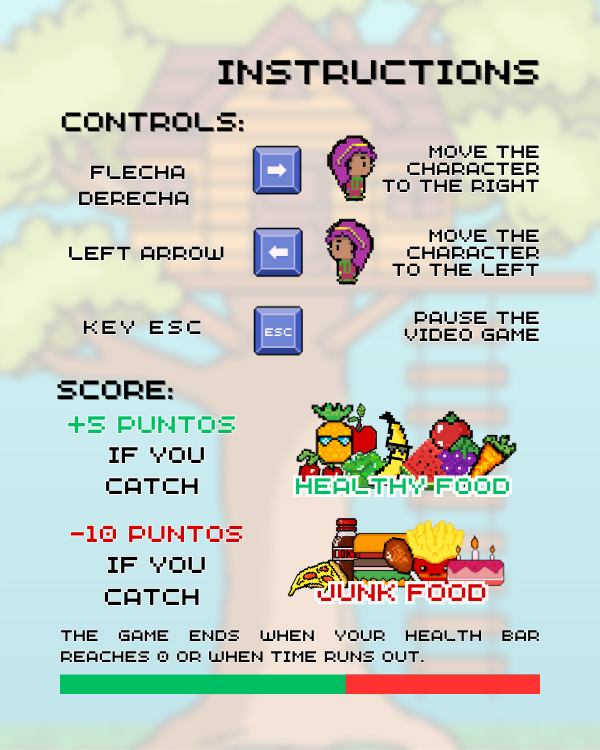 INSTRUCTIONS
CONTROLS:
FLECHA
DERECHA
MOVE THE
CHARACTER
TO THE RIGHT
LEFT ARROW
MOVE THE
CHARACTER
TO THE LEFT
KEY ESC
ESC
PAUSE THE
VIDEO GAME
SCORE:
+5 PUNTOS
IF YOU
CATCH
HEALTHY FOOD
-10 PUNTOS
IF YOU
CATCH
JUNK FOOD
THE GAME ENDS WHEN YOUR HEALTH BAR
REACHES 0 OR WHEN TIME RUNS OUT.